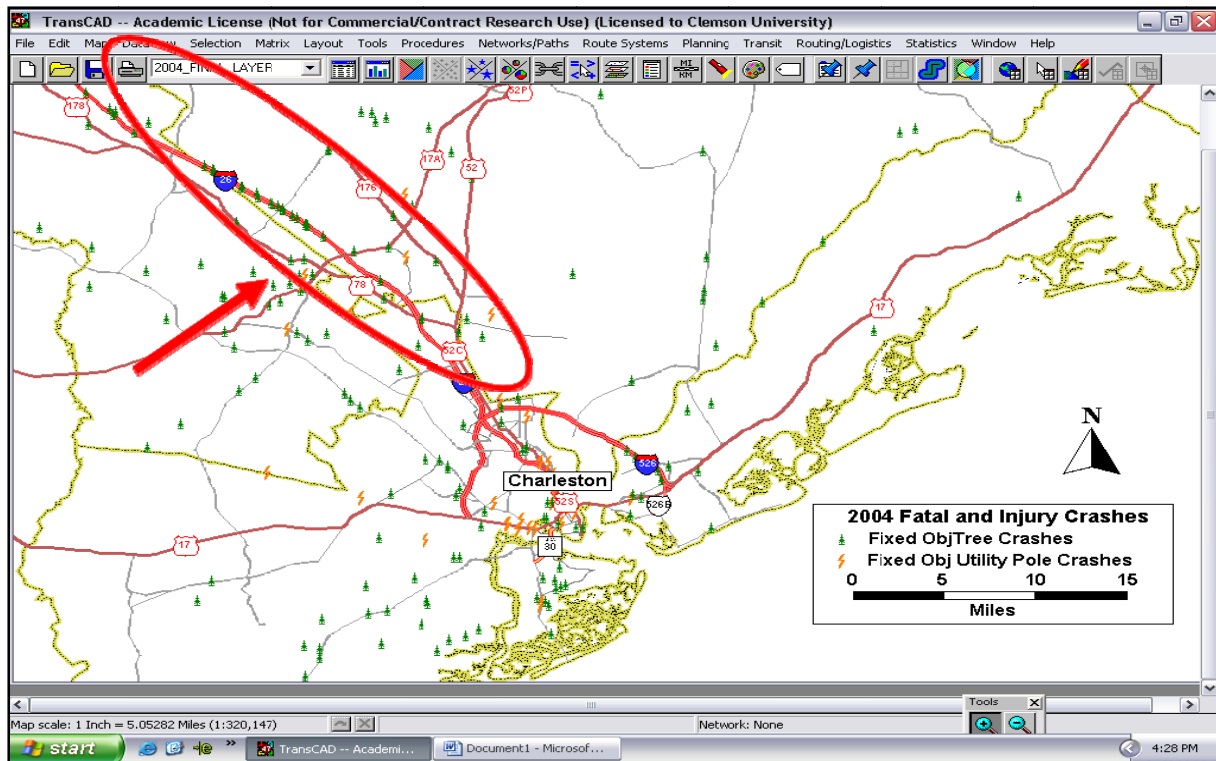 TransCAD -- Academic License (Not for Commercial/Contract Research Use) (Licensed to Clemson University)
File Edit Map Dataview Selection Matrix Layout Tools Procedures Networks/Paths Route Systems Planning Transit Routing/Logistics Statistics Window Help
2004_FINAL_LAYER
MI
KM
178
52P
17A
52
26
176
78
17
52C
526
Charleston
52S
526B
17
30
N
2004 Fatal and Injury Crashes
Fixed ObjTree Crashes
Fixed Obj Utility Pole Crashes
0 5 10 15
Miles
Tools
Map scale: 1 Inch = 5.05282 Miles (1:320,147)
Network: None
start
TransCAD -- Academi...
Document1 - Microsof...
4:28 PM